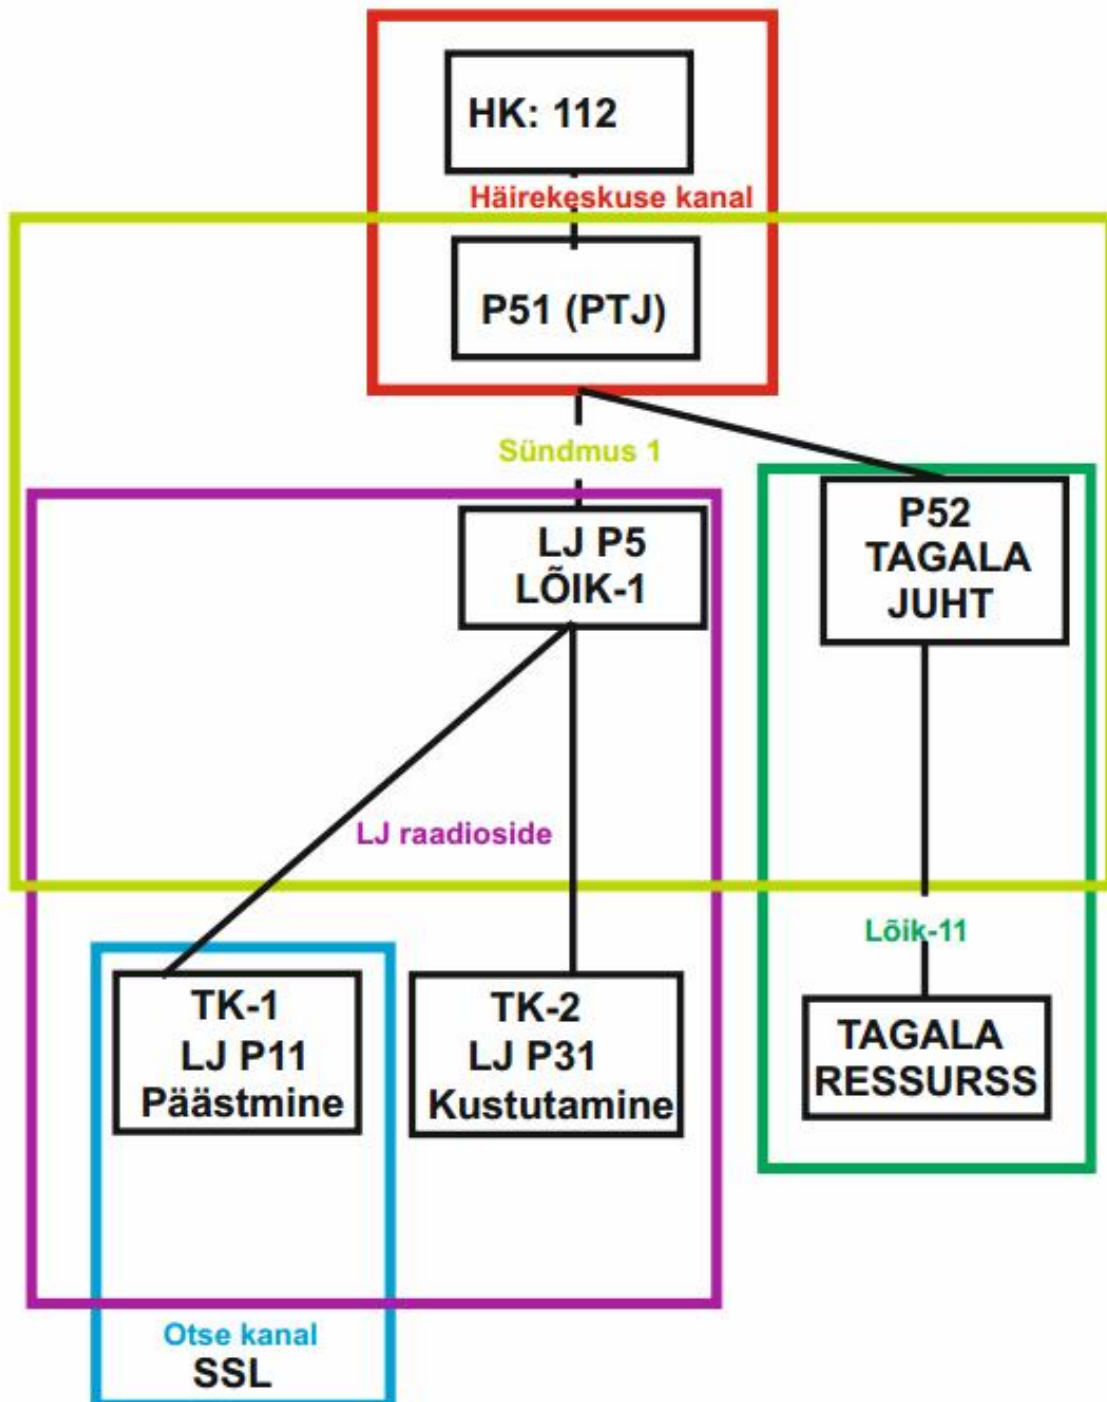 HK: 112
Häirekeskuse kanal
P51 (PTJ)
Sündmus 1
LJ P5
LÕIK-1
P52
TAGALA
JUHT
LJ raadioside
Lõik-11
TK-1
LJ P11
Päästmine
TK-2
LJ P31
Kustutamine
TAGALA
RESSURSS
Otse kanal
SSL